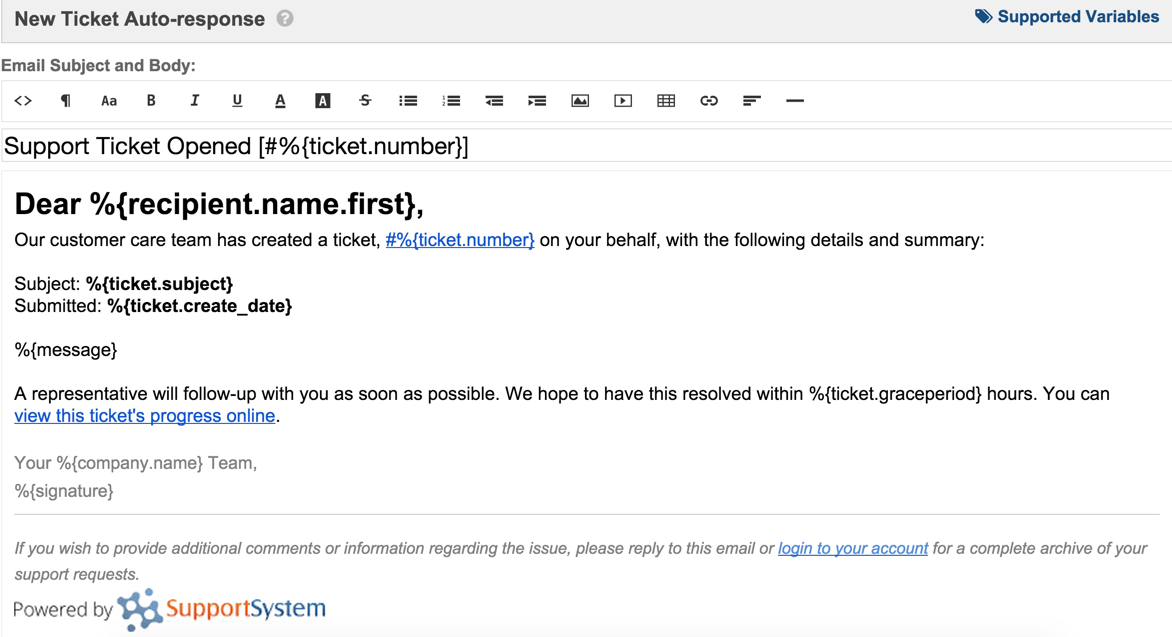 New Ticket Auto-response ?
Supported Variables
Email Subject and Body:
<> ¶ Aa B I U A A S
Support Ticket Opened [#%{ticket.number}]
Dear %{recipient.name.first},
Our customer care team has created a ticket, #%{ticket.number} on your behalf, with the following details and summary:
Subject: %{ticket.subject}
Submitted: %{ticket.create_date}
%{message}
A representative will follow-up with you as soon as possible. We hope to have this resolved within %{ticket.graceperiod} hours. You can
view this ticket's progress online.
Your %{company.name} Team,
%{signature}
If you wish to provide additional comments or information regarding the issue, please reply to this email or login to your account for a complete archive of your
support requests.
Powered by SupportSystem